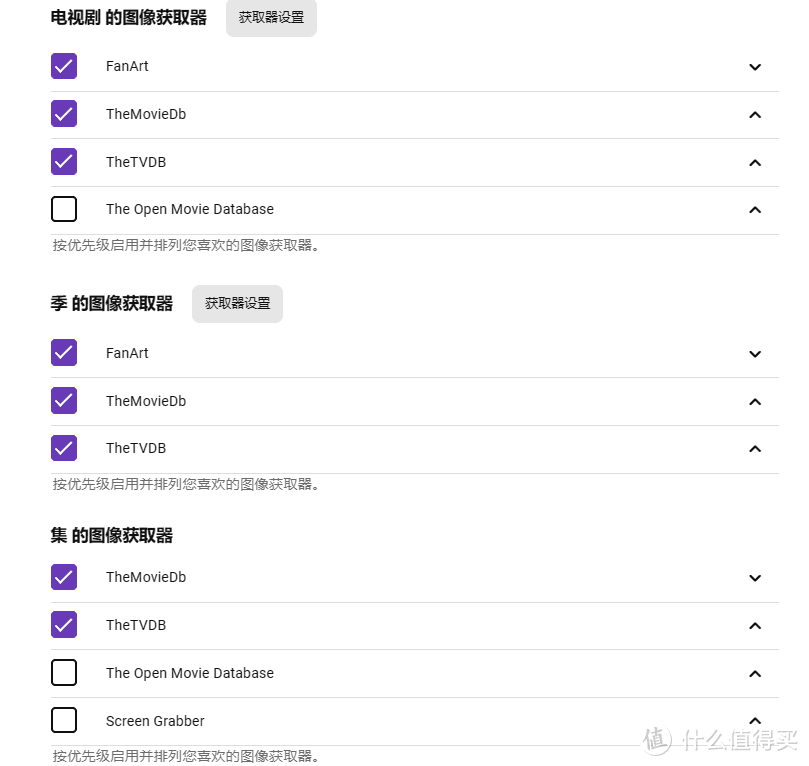 电视剧 的图像获取器 获取器设置
FanArt
TheMovieDb
TheTVDB
The Open Movie Database
按优先级启用并排列您喜欢的图像获取器。
季 的图像获取器 获取器设置
FanArt
TheMovieDb
TheTVDB
按优先级启用并排列您喜欢的图像获取器。
集 的图像获取器
TheMovieDb
TheTVDB
The Open Movie Database
Screen Grabber
按优先级启用并排列您喜欢的图像获取器。
值 什么值得买